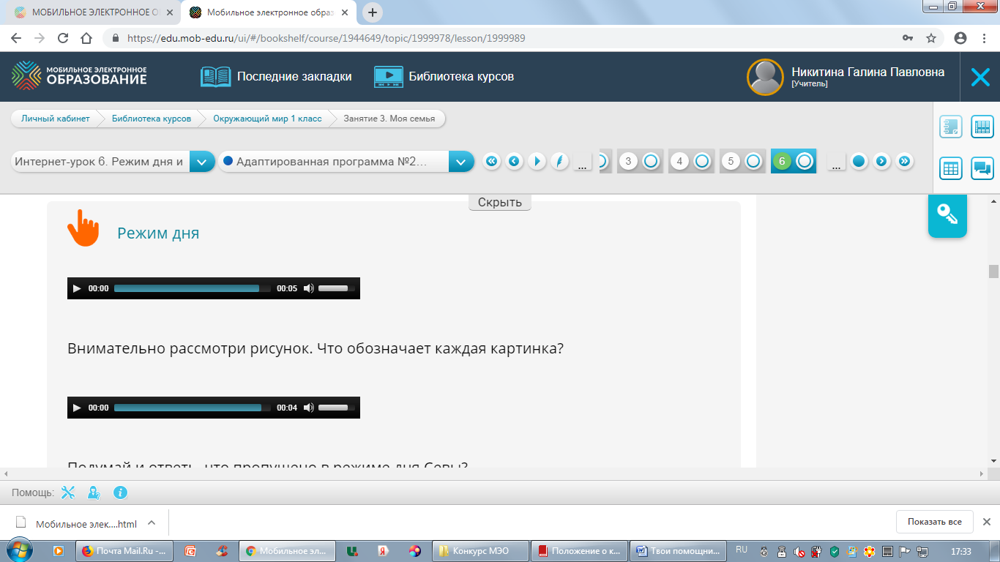 МОБИЛЬНОЕ ЭЛЕКТРОННОЕ О
Мобильное электронное образ
https://edu.mob-edu.ru/ui/#/bookshelf/course/1944649/topic/1999978/lesson/1999989
МОБИЛЬНОЕ ЭЛЕКТРОННОЕ
ОБРАЗОВАНИЕ
Последние закладки
Библиотека курсов
Никитина Галина Павловна
[Учитель]
Личный кабинет
Библиотека курсов
Окружающий мир 1 класс
Занятие 3. Моя семья
Интернет-урок 6. Режим дня и
Адаптированная программа №2...
...
3
4
5
6
...
Скрыть
Режим дня
00:00
00:05
Внимательно рассмотри рисунок. Что обозначает каждая картинка?
00:00
00:04
Подумай и ответь, что пропущено в режиме дня Севы?
Помощь:
Мобильное элек....html
Показать все
Почта Mail.Ru -...
Мобильное эл...
Конкурс МЭО
Положение о к...
Твои помощни...
RU
17:33